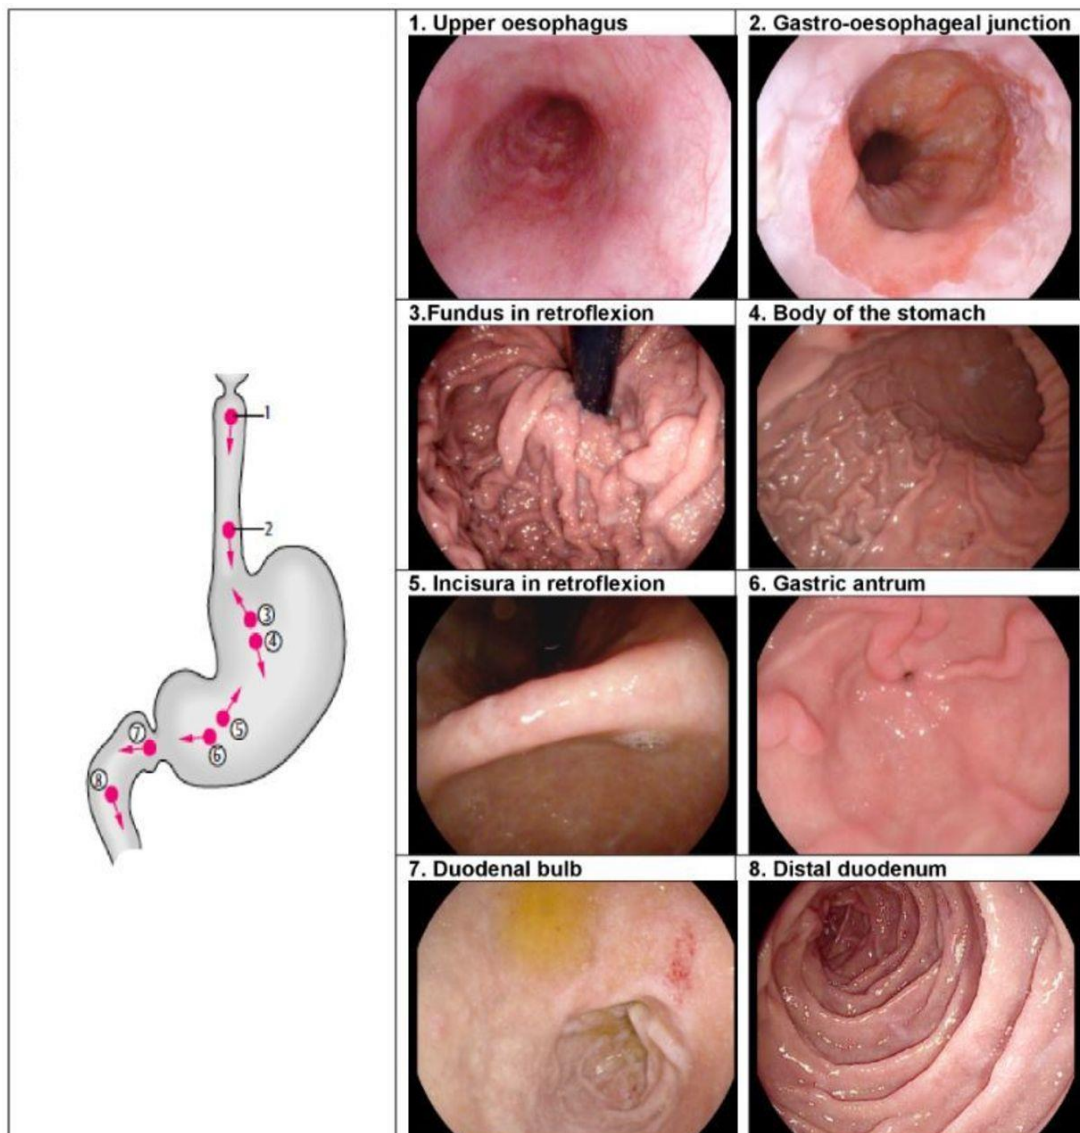 1. Upper oesophagus
2. Gastro-oesophageal junction
3.Fundus in retroflexion
4. Body of the stomach
5. Incisura in retroflexion
6. Gastric antrum
7. Duodenal bulb
8. Distal duodenum
1
2
3
4
5
6
7
8